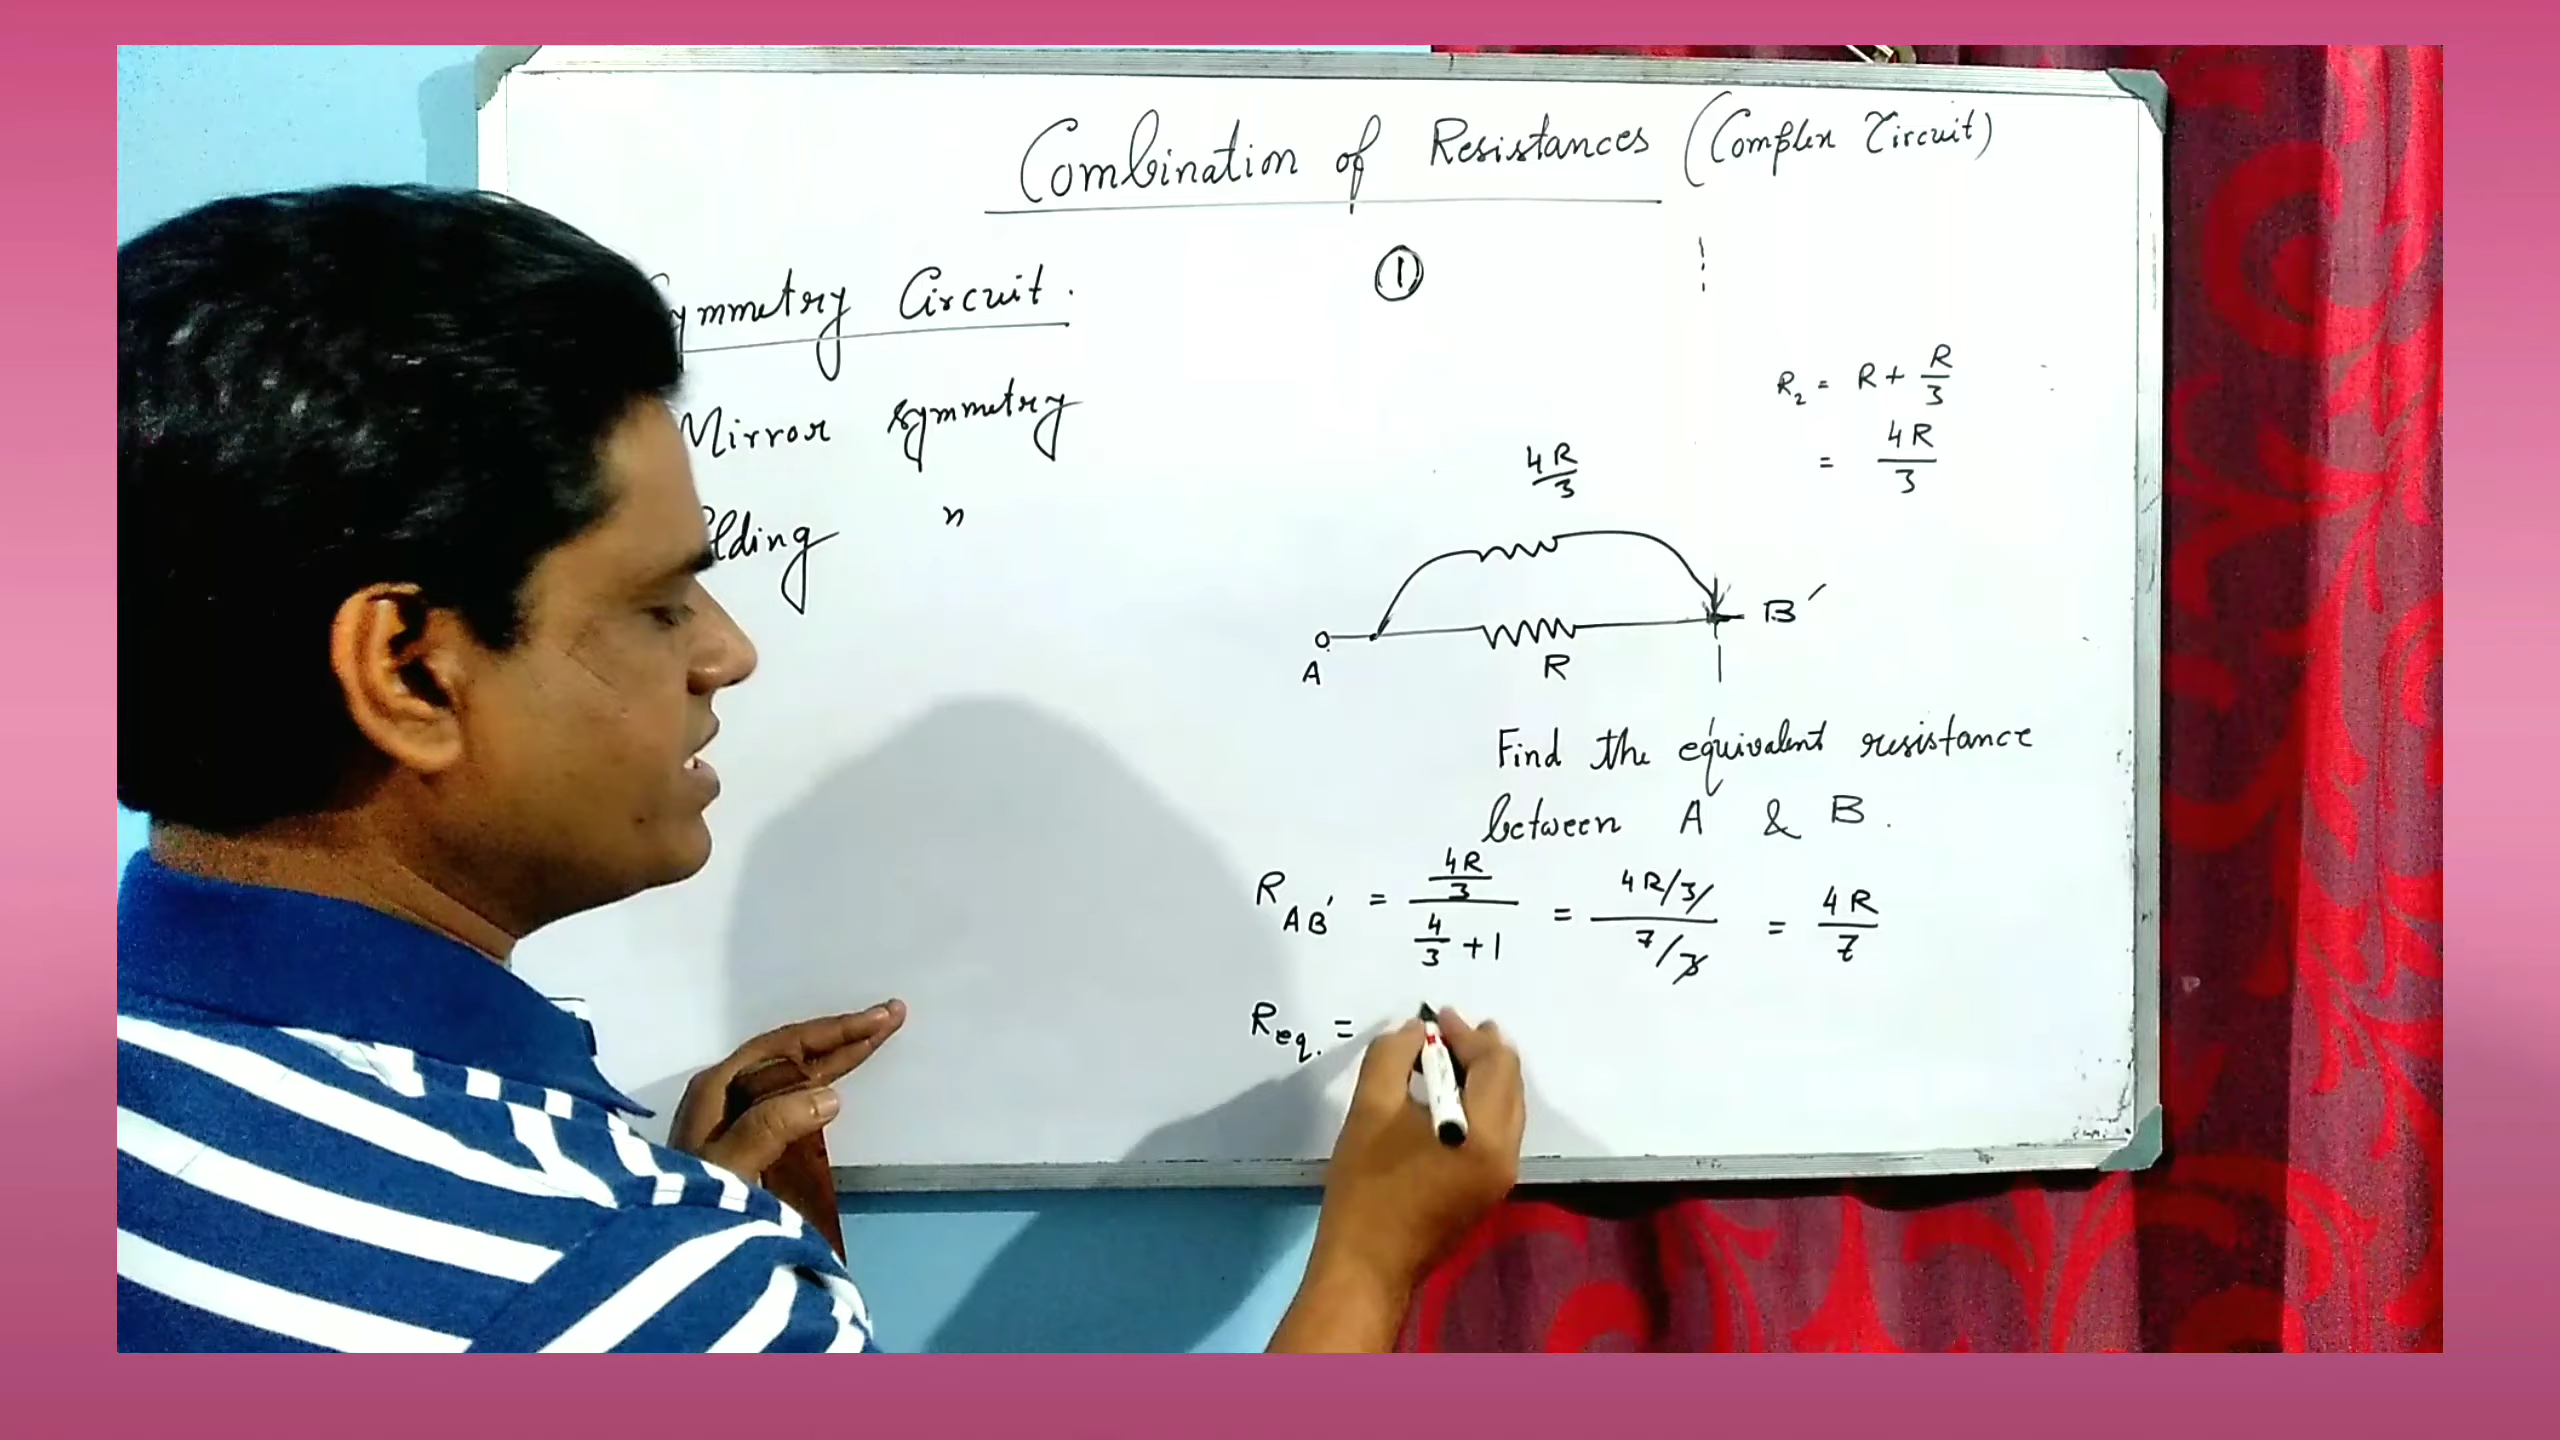 Combination of Resistances (Complex Circuit)
ymmetry Circuit.
①
Mirror symmetry
lding "
R₂ = R + R/3
= 4R/3
4R/3
B'
A
R
Find the equivalent resistance
between A & B.
R_AB' = (4R/3)/(4/3 + 1) = (4R/3)/(7/3) = 4R/7
Req. =